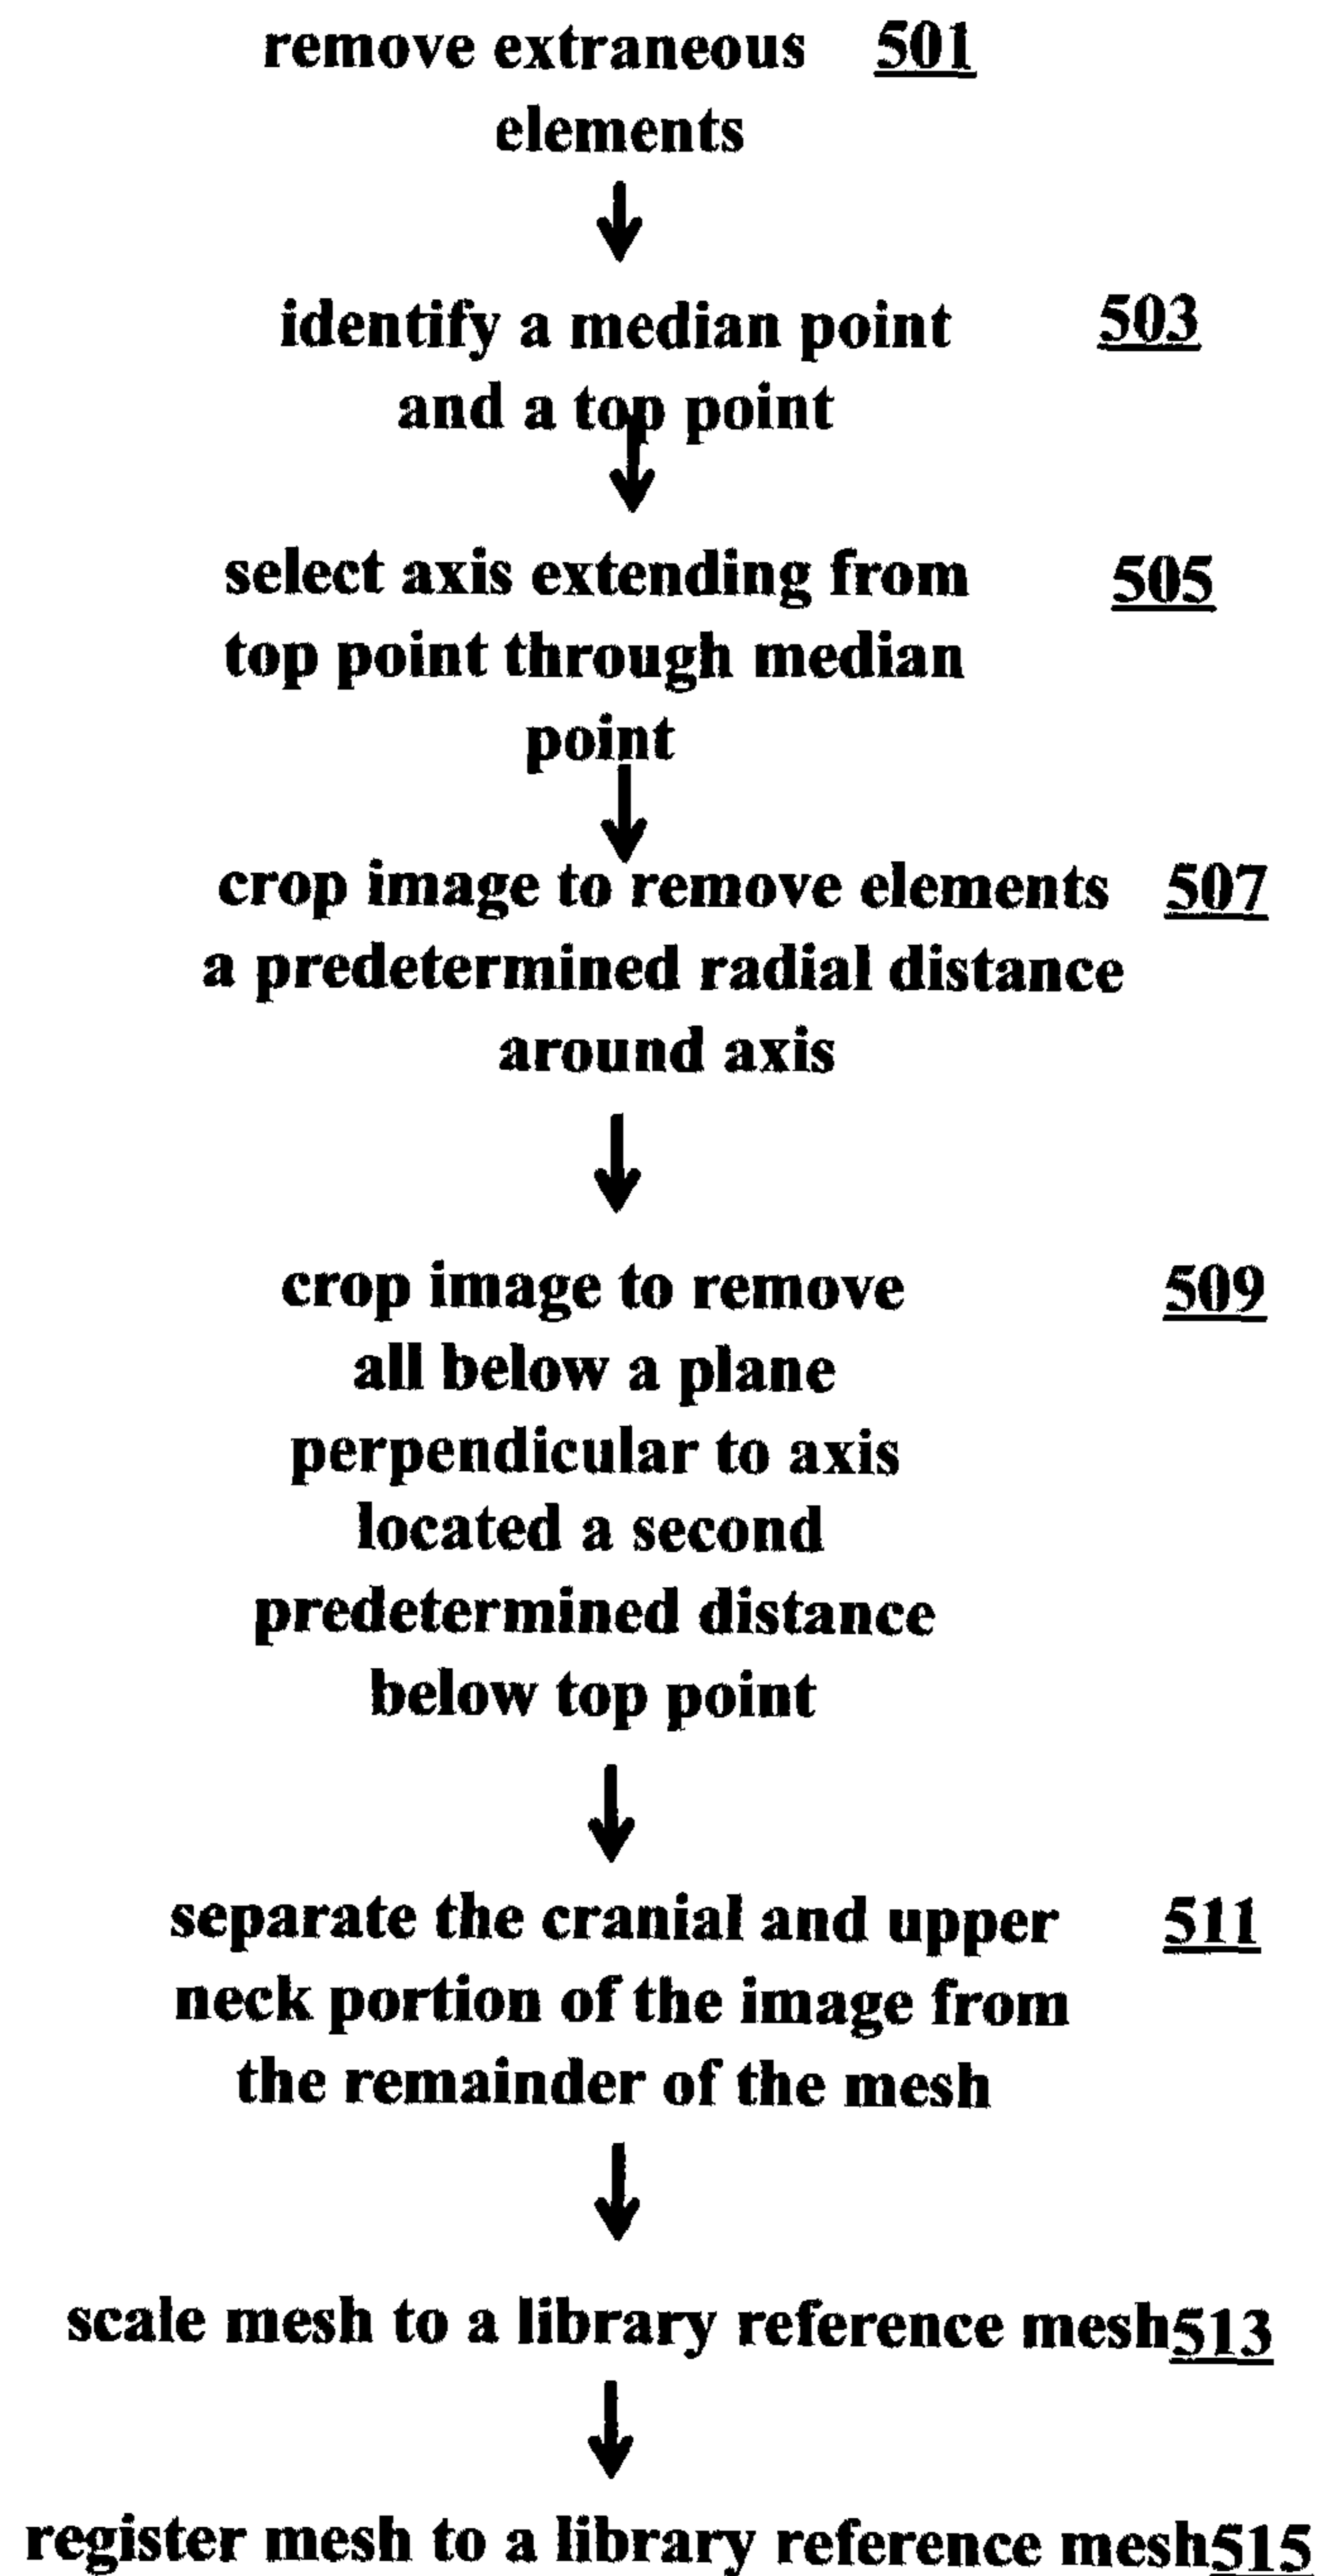 remove extraneous 501
elements
identify a median point 503
and a top point
select axis extending from 505
top point through median
point
crop image to remove elements 507
a predetermined radial distance
around axis
crop image to remove 509
all below a plane
perpendicular to axis
located a second
predetermined distance
below top point
separate the cranial and upper 511
neck portion of the image from
the remainder of the mesh
scale mesh to a library reference mesh513
register mesh to a library reference mesh515